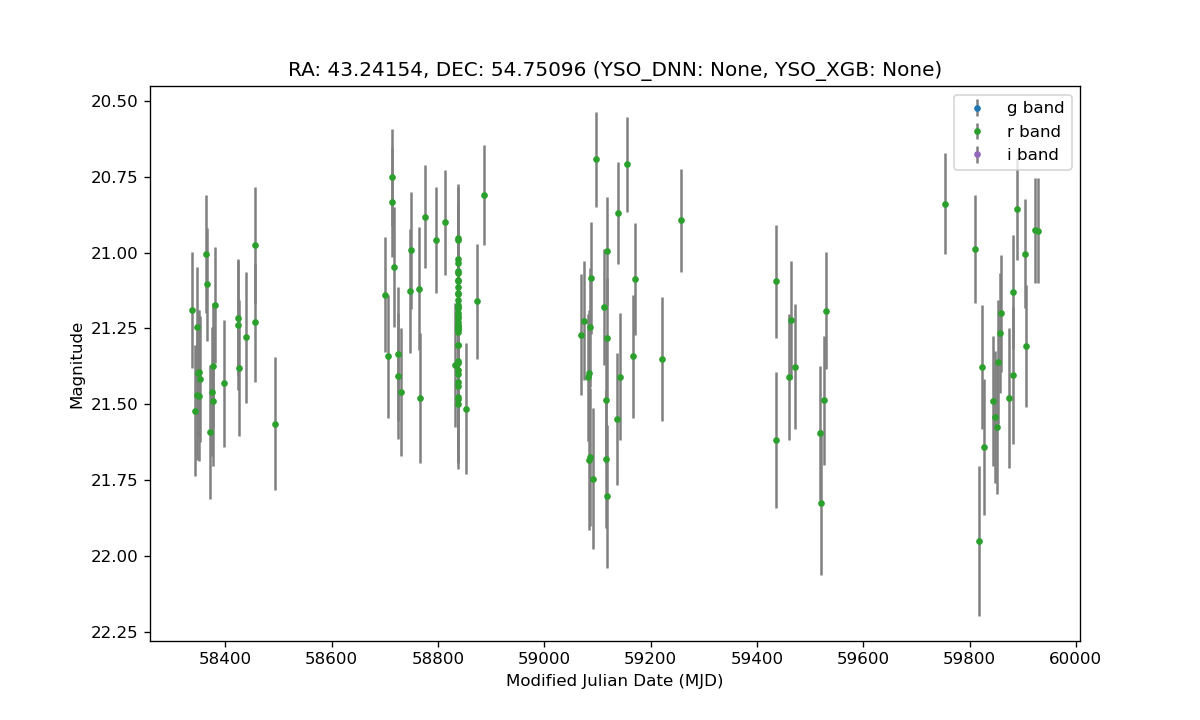 RA: 43.24154, DEC: 54.75096 (YSO_DNN: None, YSO_XGB: None)
20.50
20.75
21.00
21.25
21.50
21.75
22.00
22.25
Magnitude
g band
r band
i band
58400
58600
58800
59000
59200
59400
59600
59800
60000
Modified Julian Date (MJD)